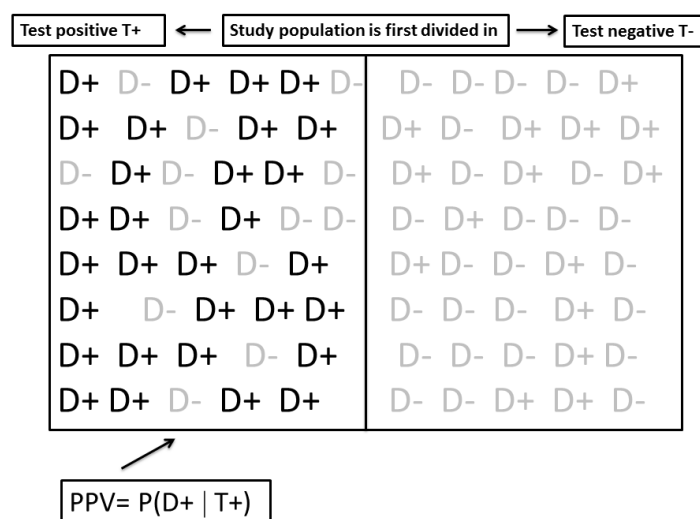 Test positive T+ Study population is first divided in Test negative T-
D+ D- D+ D+ D+ D- D- D- D- D- D+
D+ D+ D- D+ D+ D+ D- D+ D+ D+
D- D+ D- D+ D+ D- D+ D- D+ D- D+
D+ D+ D- D+ D- D- D- D+ D- D- D-
D+ D+ D+ D- D+ D+ D- D- D+ D-
D+ D- D+ D+ D+ D- D- D- D+ D-
D+ D+ D+ D- D+ D- D- D- D+ D-
D+ D+ D- D+ D+ D- D- D+ D+ D-
PPV= P(D+ | T+)